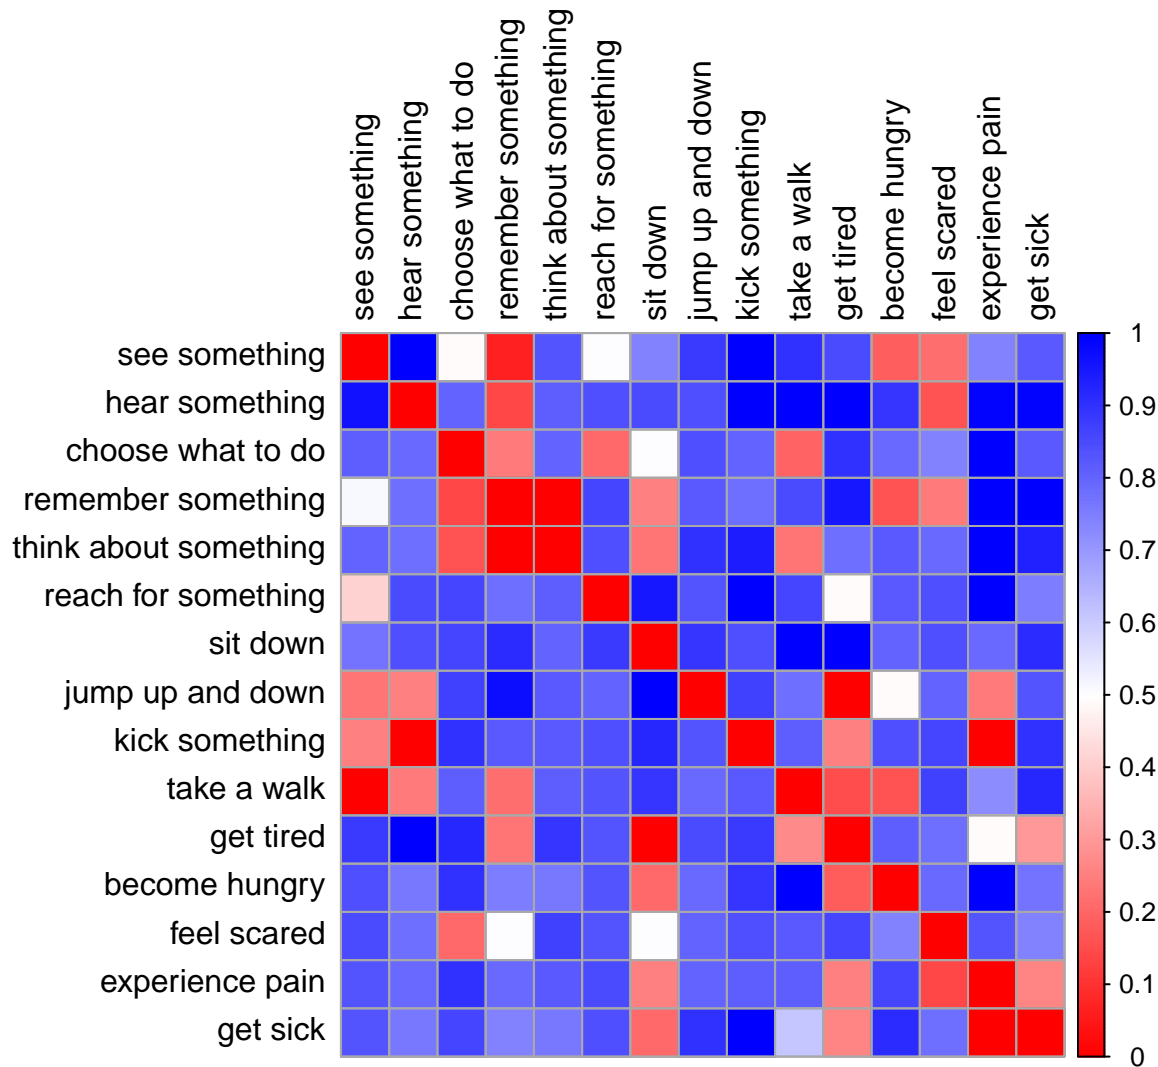 see something
hear something
choose what to do
remember something
think about something
reach for something
sit down
jump up and down
kick something
take a walk
get tired
become hungry
feel scared
experience pain
get sick
see something
hear something
choose what to do
remember something
think about something
reach for something
sit down
jump up and down
kick something
take a walk
get tired
become hungry
feel scared
experience pain
get sick
1
0.9
0.8
0.7
0.6
0.5
0.4
0.3
0.2
0.1
0